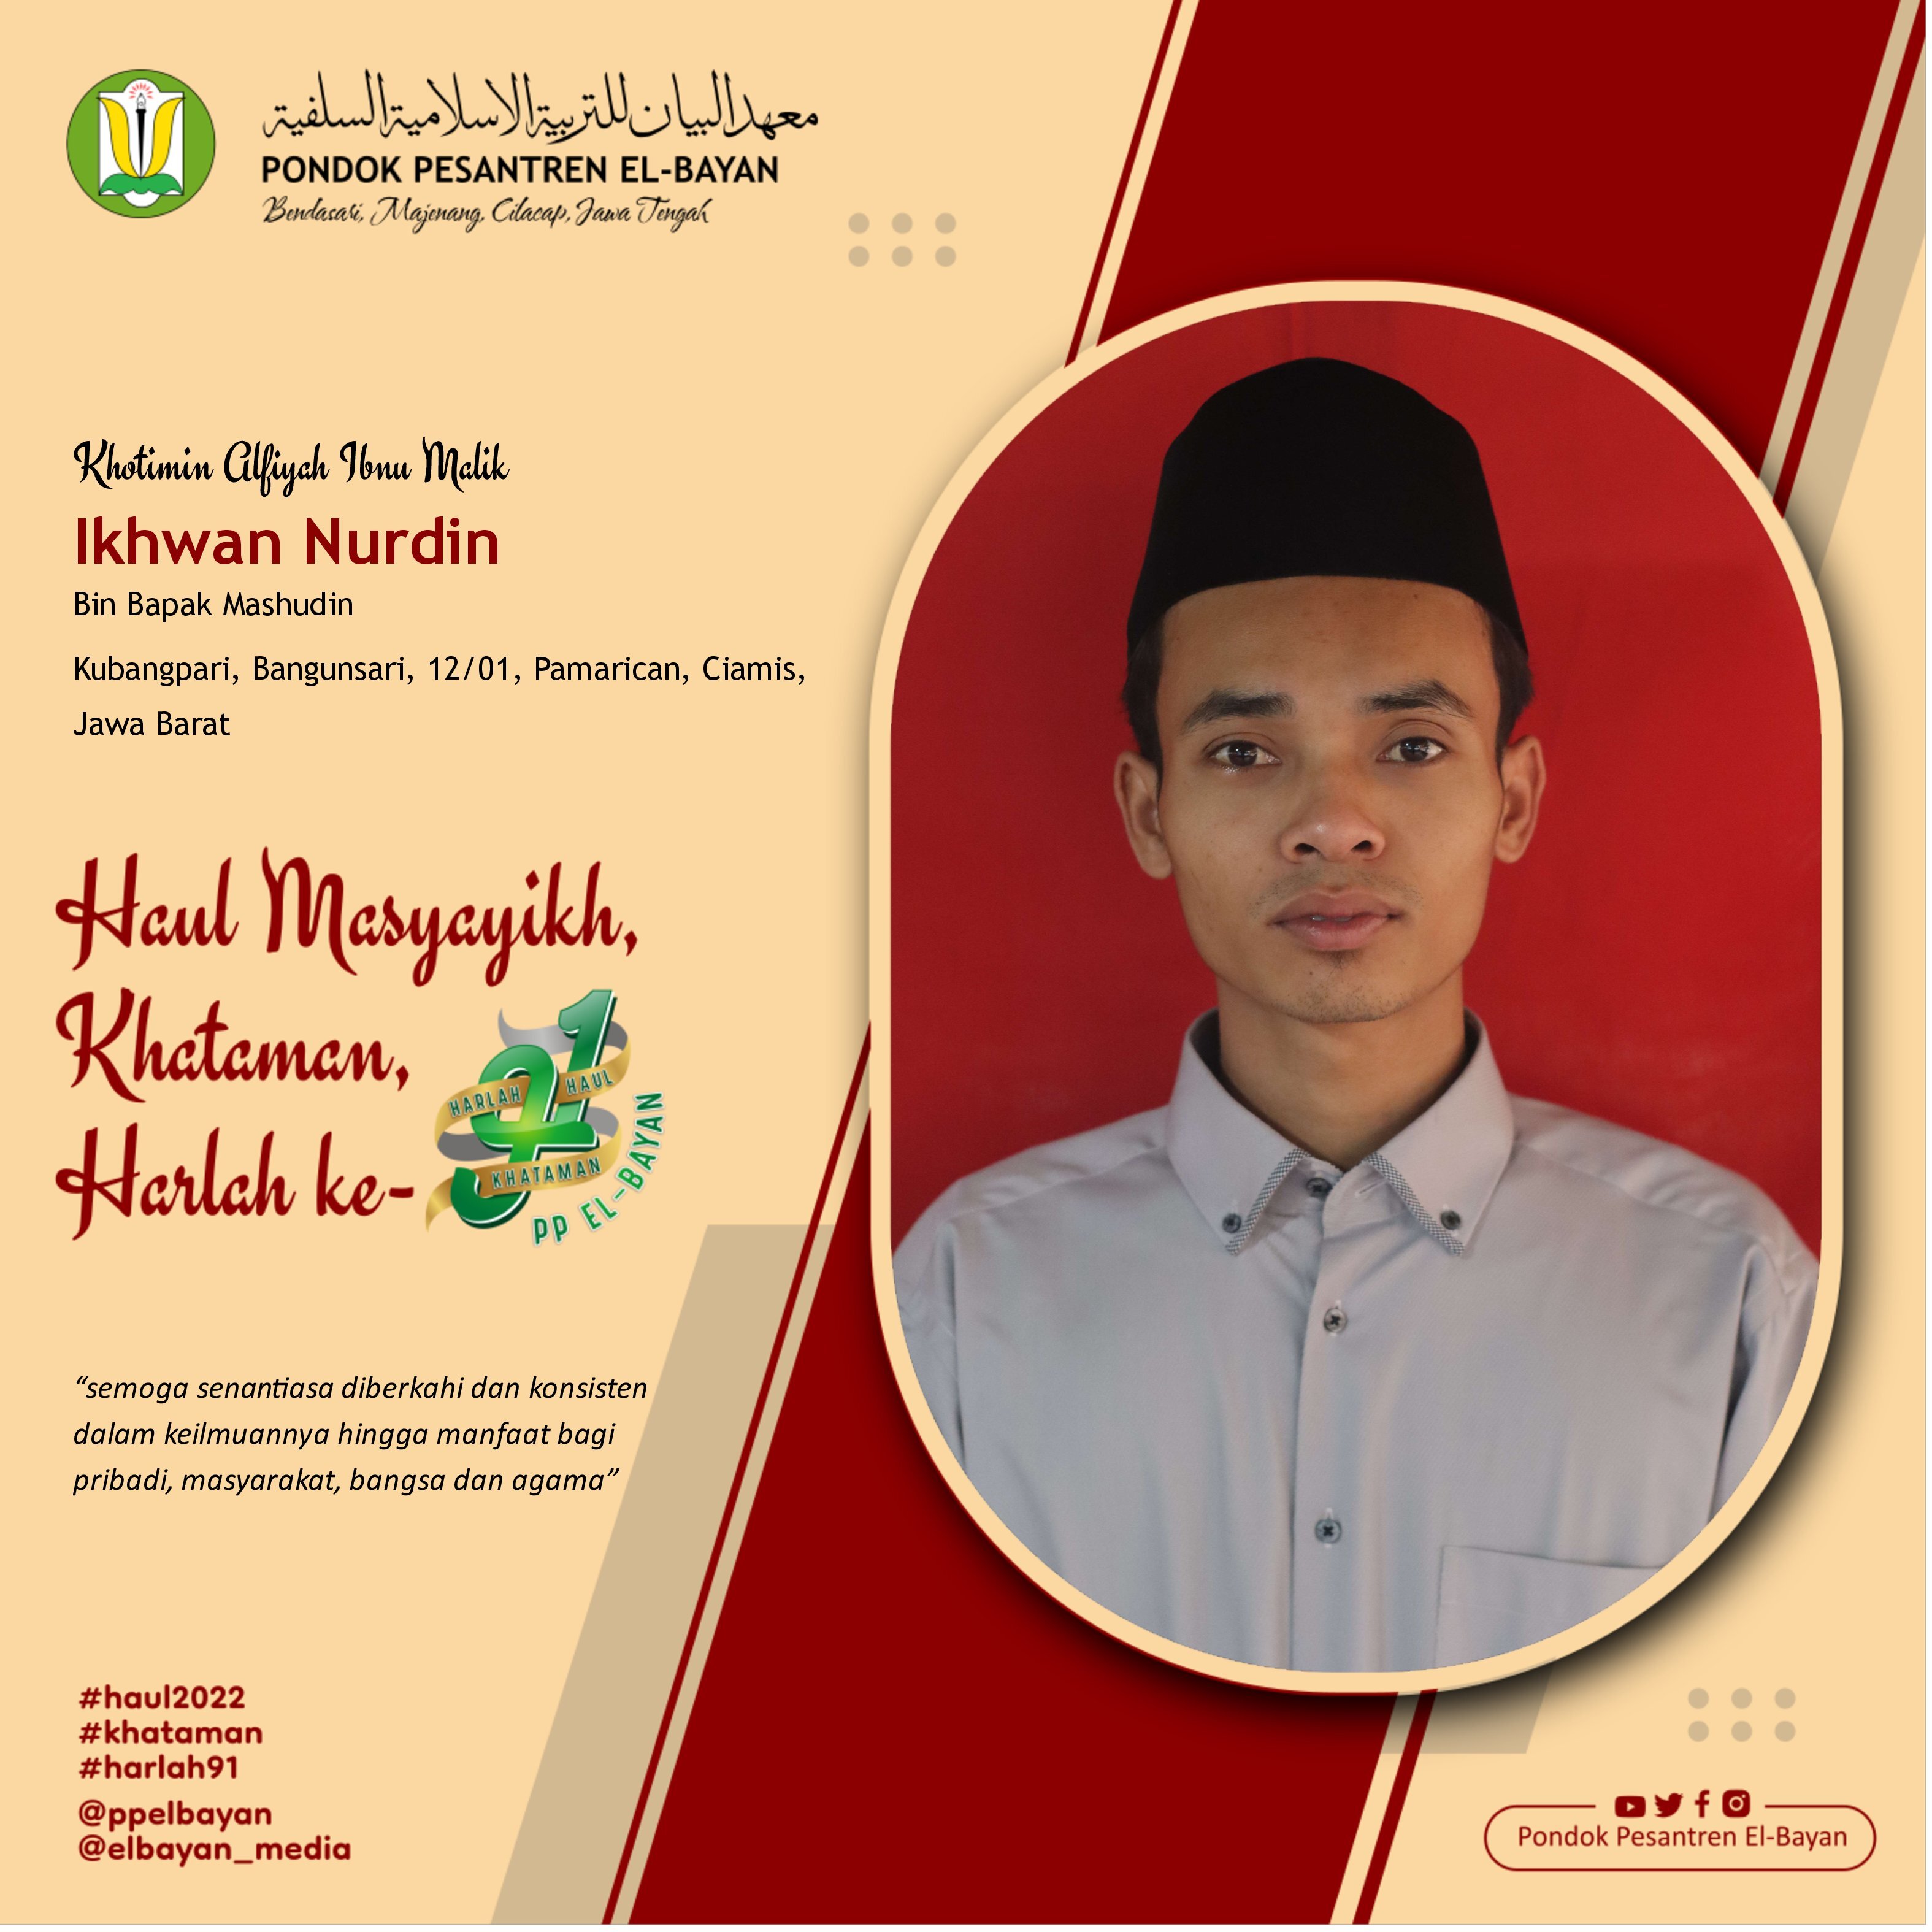 معهد البيان للتربية الاسلامية السلفية
PONDOK PESANTREN EL-BAYAN
Bendasari, Majenang, Cilacap, Jawa Tengah
Khotimin Alfiyah Ibnu Malik
Ikhwan Nurdin
Bin Bapak Mashudin
Kubangpari, Bangunsari, 12/01, Pamarican, Ciamis,
Jawa Barat
Haul Masyayikh,
Khataman,
Harlah ke-91
HARLAH HAUL
KHATAMAN
PP EL-BAYAN
“semoga senantiasa diberkahi dan konsisten
dalam keilmuannya hingga manfaat bagi
pribadi, masyarakat, bangsa dan agama”
#haul2022
#khataman
#harlah91
@ppelbayan
@elbayan_media
Pondok Pesantren El-Bayan